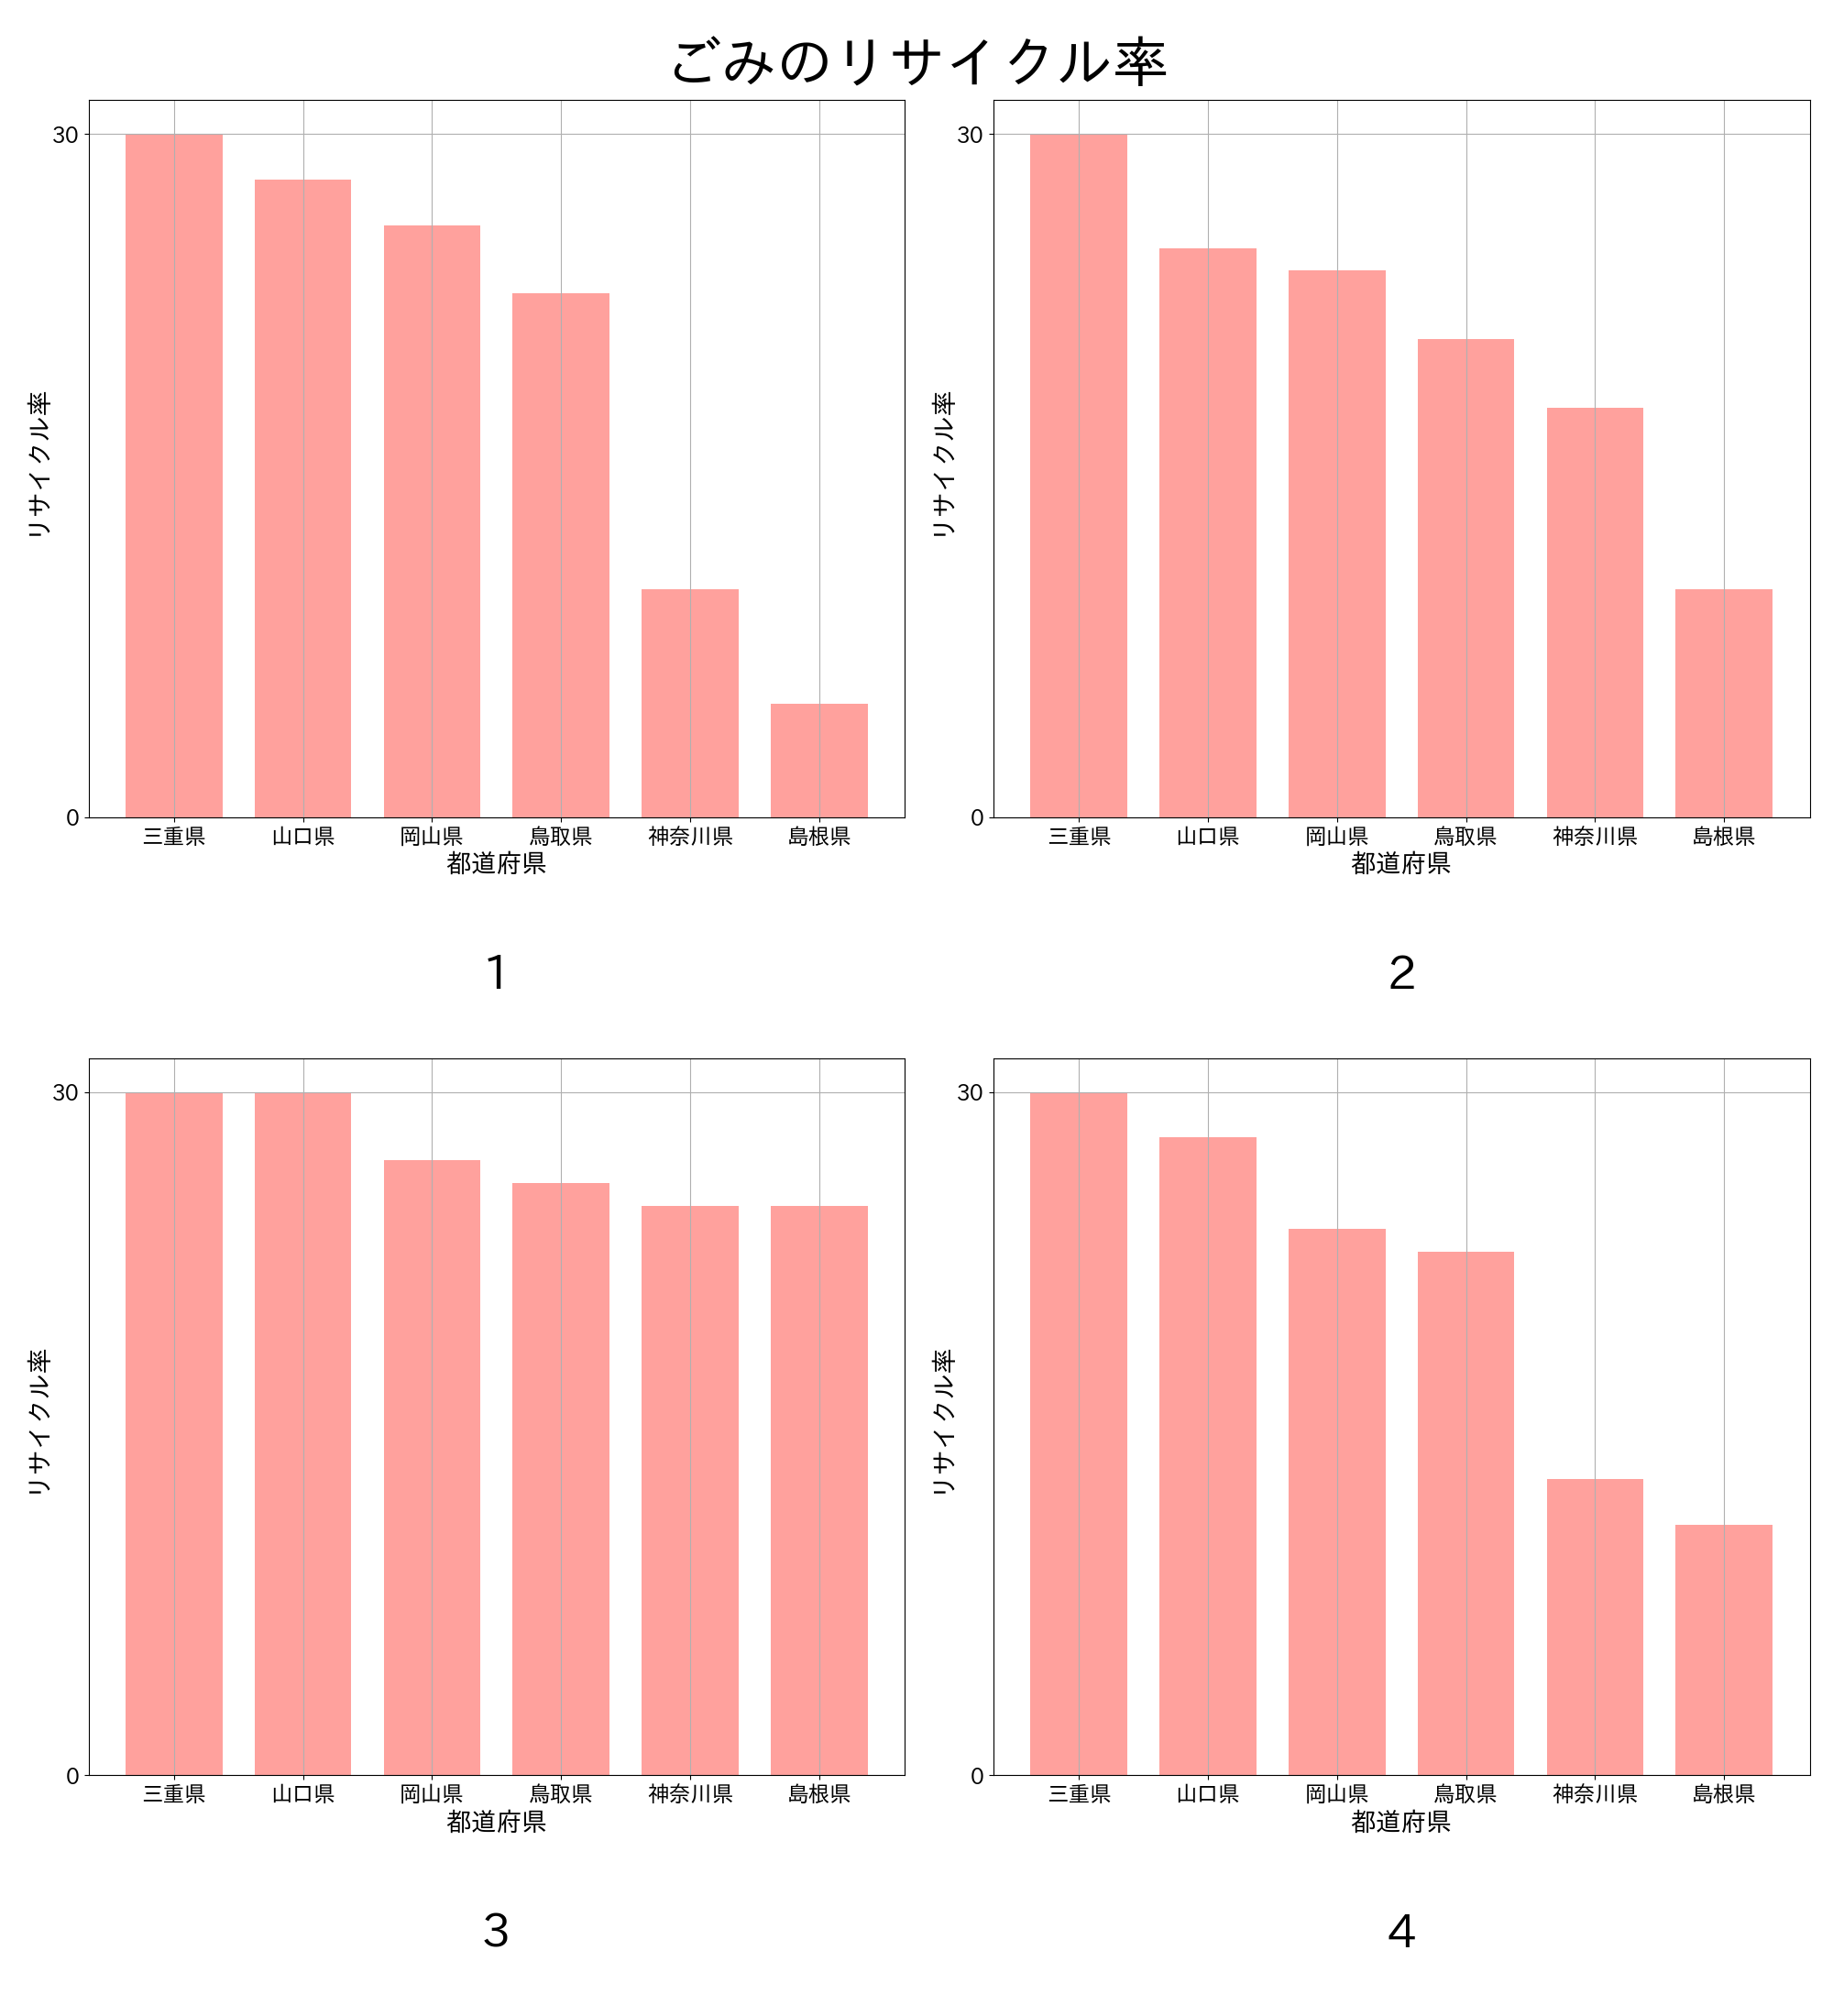 ごみのリサイクル率
30
0
リサイクル率
三重県 山口県 岡山県 鳥取県 神奈川県 島根県
都道府県
1
30
0
リサイクル率
三重県 山口県 岡山県 鳥取県 神奈川県 島根県
都道府県
2
30
0
リサイクル率
三重県 山口県 岡山県 鳥取県 神奈川県 島根県
都道府県
3
30
0
リサイクル率
三重県 山口県 岡山県 鳥取県 神奈川県 島根県
都道府県
4